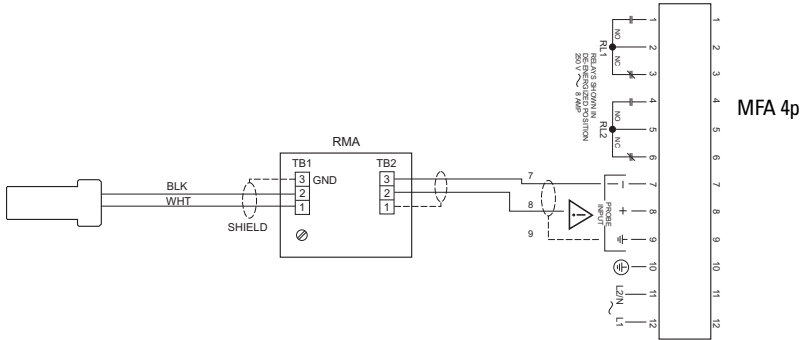 RMA
TB1
TB2
3
GND
2
1
3
2
1
BLK
WHT
SHIELD
7
8
9
RELAYS SHOWN IN
DE-ENERGIZED POSITION
250 V ~ 8 AMP
RL1
NO
NC
RL2
NO
NC
PROBE
INPUT
−
+
L2/N
~
L1
1
2
3
4
5
6
7
8
9
10
11
12
1
2
3
4
5
6
7
8
9
10
11
12
MFA 4p